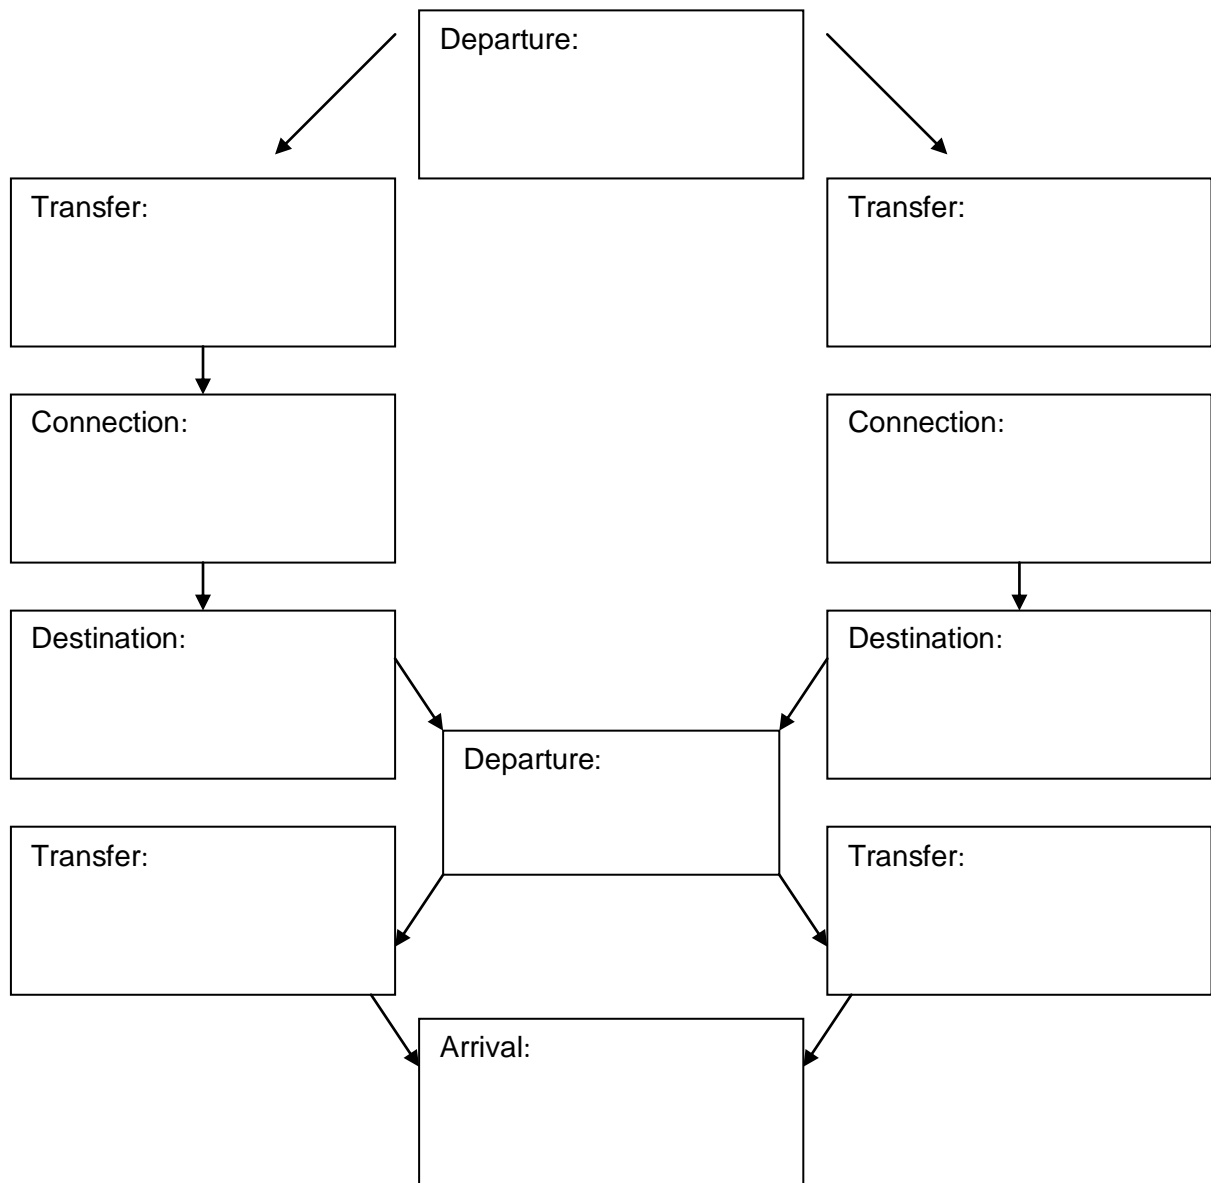 Departure:
Transfer:
Transfer:
Connection:
Connection:
Destination:
Destination:
Departure:
Transfer:
Transfer:
Arrival: